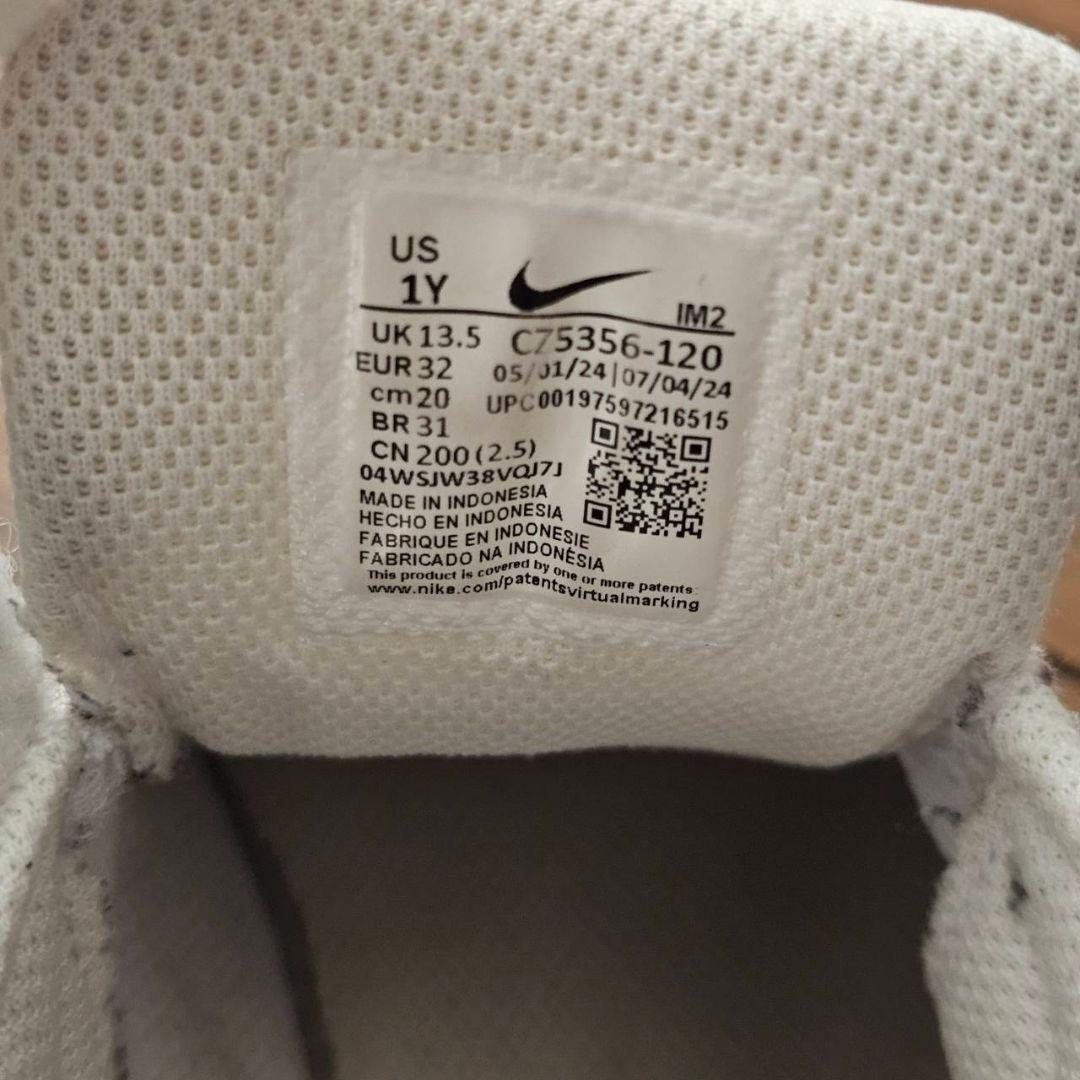 US
1Y
IM2
UK 13.5
CZ5356-120
EUR 32
05/01/24|07/04/24
cm 20
UPC00197597216515
BR 31
CN 200 (2.5)
04WSJW38VQJ7J
MADE IN INDONESIA
HECHO EN INDONESIA
FABRIQUE EN INDONESIE
FABRICADO NA INDONÉSIA
This product is covered by one or more patents:
www.nike.com/patentsvirtualmarking